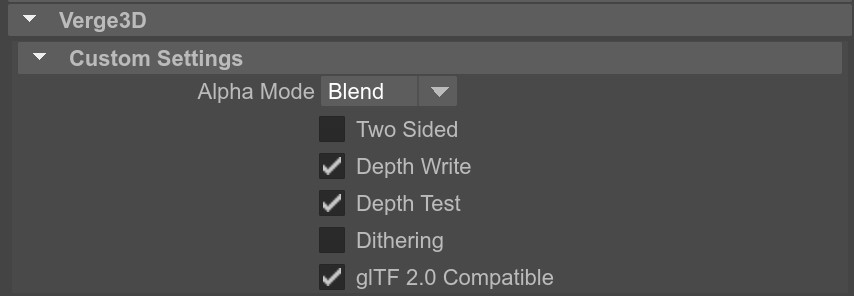 Verge3D
Custom Settings
Alpha Mode Blend
Two Sided
Depth Write
Depth Test
Dithering
glTF 2.0 Compatible